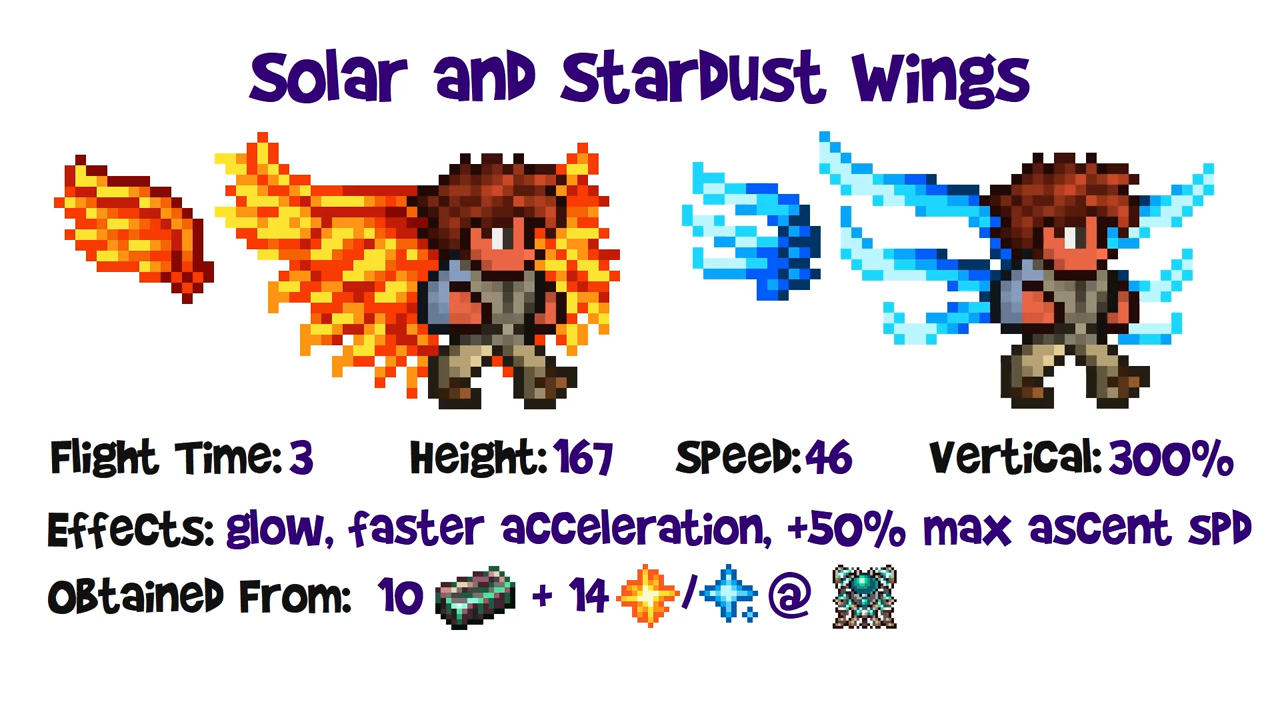 Solar and Stardust Wings
Flight Time: 3 Height: 167 Speed: 46 Vertical: 300%
Effects: glow, faster acceleration, +50% max ascent spd
Obtained From: 10 + 14 / @